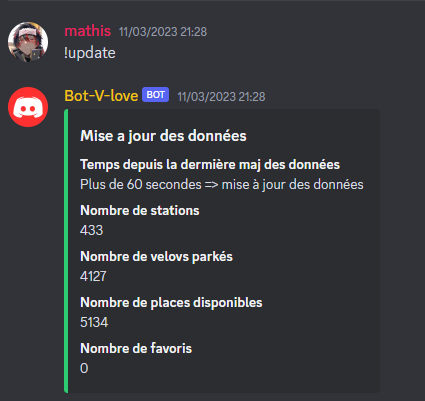 mathis 11/03/2023 21:28
!update
Bot-V-love BOT 11/03/2023 21:28
Mise a jour des données
Temps depuis la dermière maj des données
Plus de 60 secondes => mise à jour des données
Nombre de stations
433
Nombre de velovs parkés
4127
Nombre de places disponibles
5134
Nombre de favoris
0